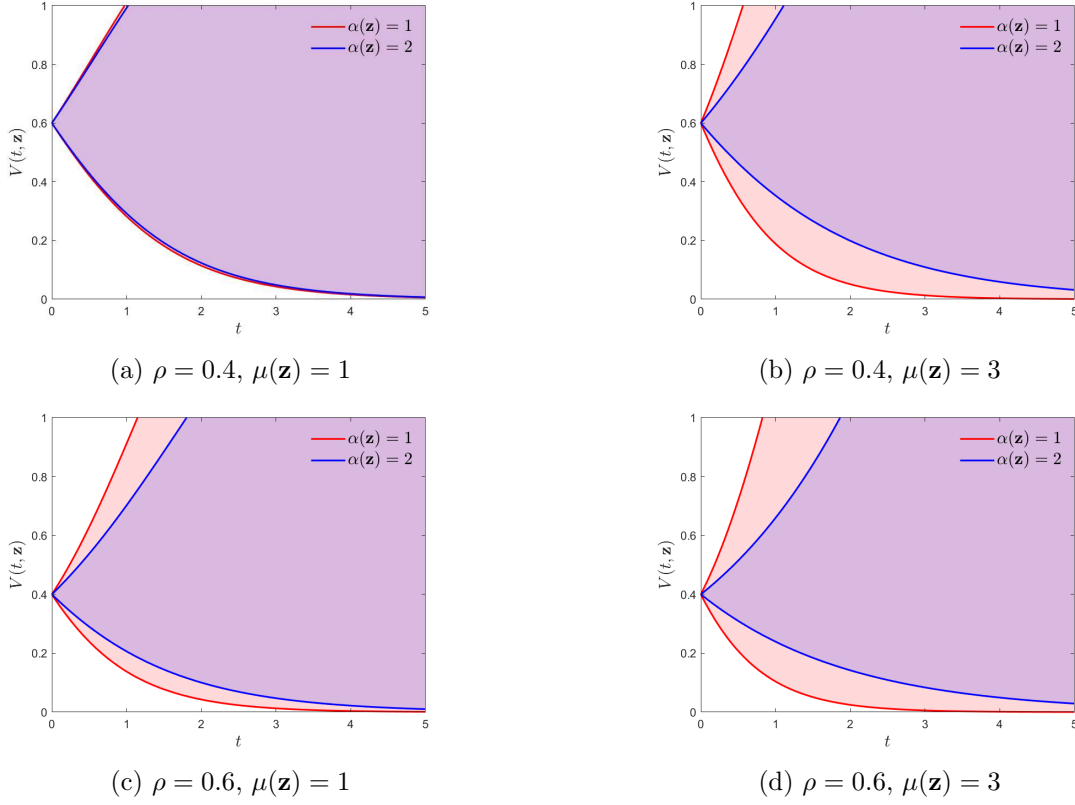 1
0.8
0.6
0.4
0.2
0
V(t, z)
α(z) = 1
α(z) = 2
0 1 2 3 4 5
t
(a) ρ = 0.4, μ(z) = 1
1
0.8
0.6
0.4
0.2
0
V(t, z)
α(z) = 1
α(z) = 2
0 1 2 3 4 5
t
(b) ρ = 0.4, μ(z) = 3
1
0.8
0.6
0.4
0.2
0
V(t, z)
α(z) = 1
α(z) = 2
0 1 2 3 4 5
t
(c) ρ = 0.6, μ(z) = 1
1
0.8
0.6
0.4
0.2
0
V(t, z)
α(z) = 1
α(z) = 2
0 1 2 3 4 5
t
(d) ρ = 0.6, μ(z) = 3